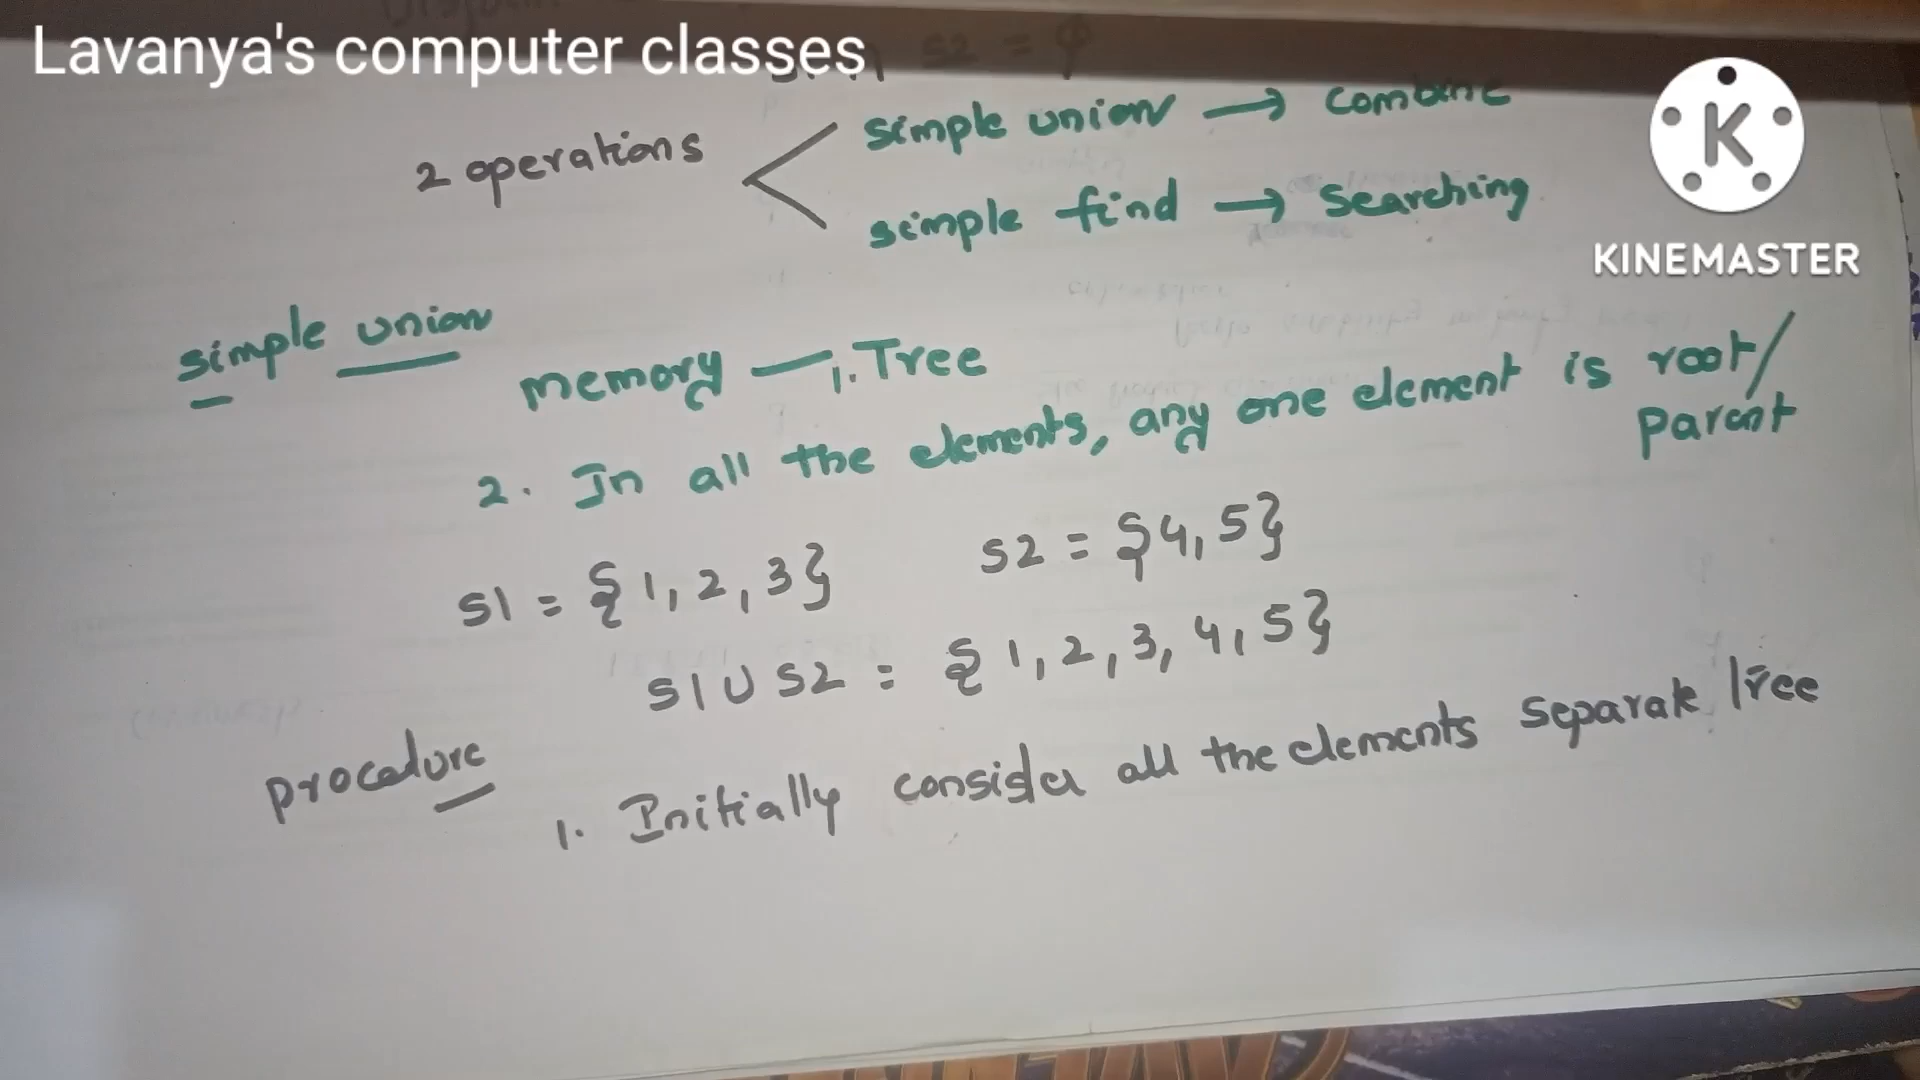 Lavanya's computer classes
S2 = φ
2 operations
simple union → combine
simple find → searching
KINEMASTER
simple union
memory — 1. Tree
2. In all the elements, any one element is root/
parent
S1 = {1, 2, 3} S2 = {4, 5}
S1 U S2 = {1, 2, 3, 4, 5}
procedure
1. Initially consider all the elements separate Tree